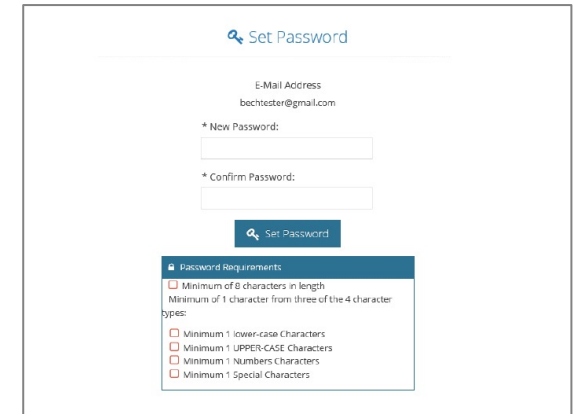 Set Password
E-Mail Address
bechtester@gmail.com
* New Password:
* Confirm Password:
Set Password
Password Requirements
Minimum of 8 characters in length
Minimum of 1 character from three of the 4 character
types:
Minimum 1 lower-case Characters
Minimum 1 UPPER-CASE Characters
Minimum 1 Numbers Characters
Minimum 1 Special Characters